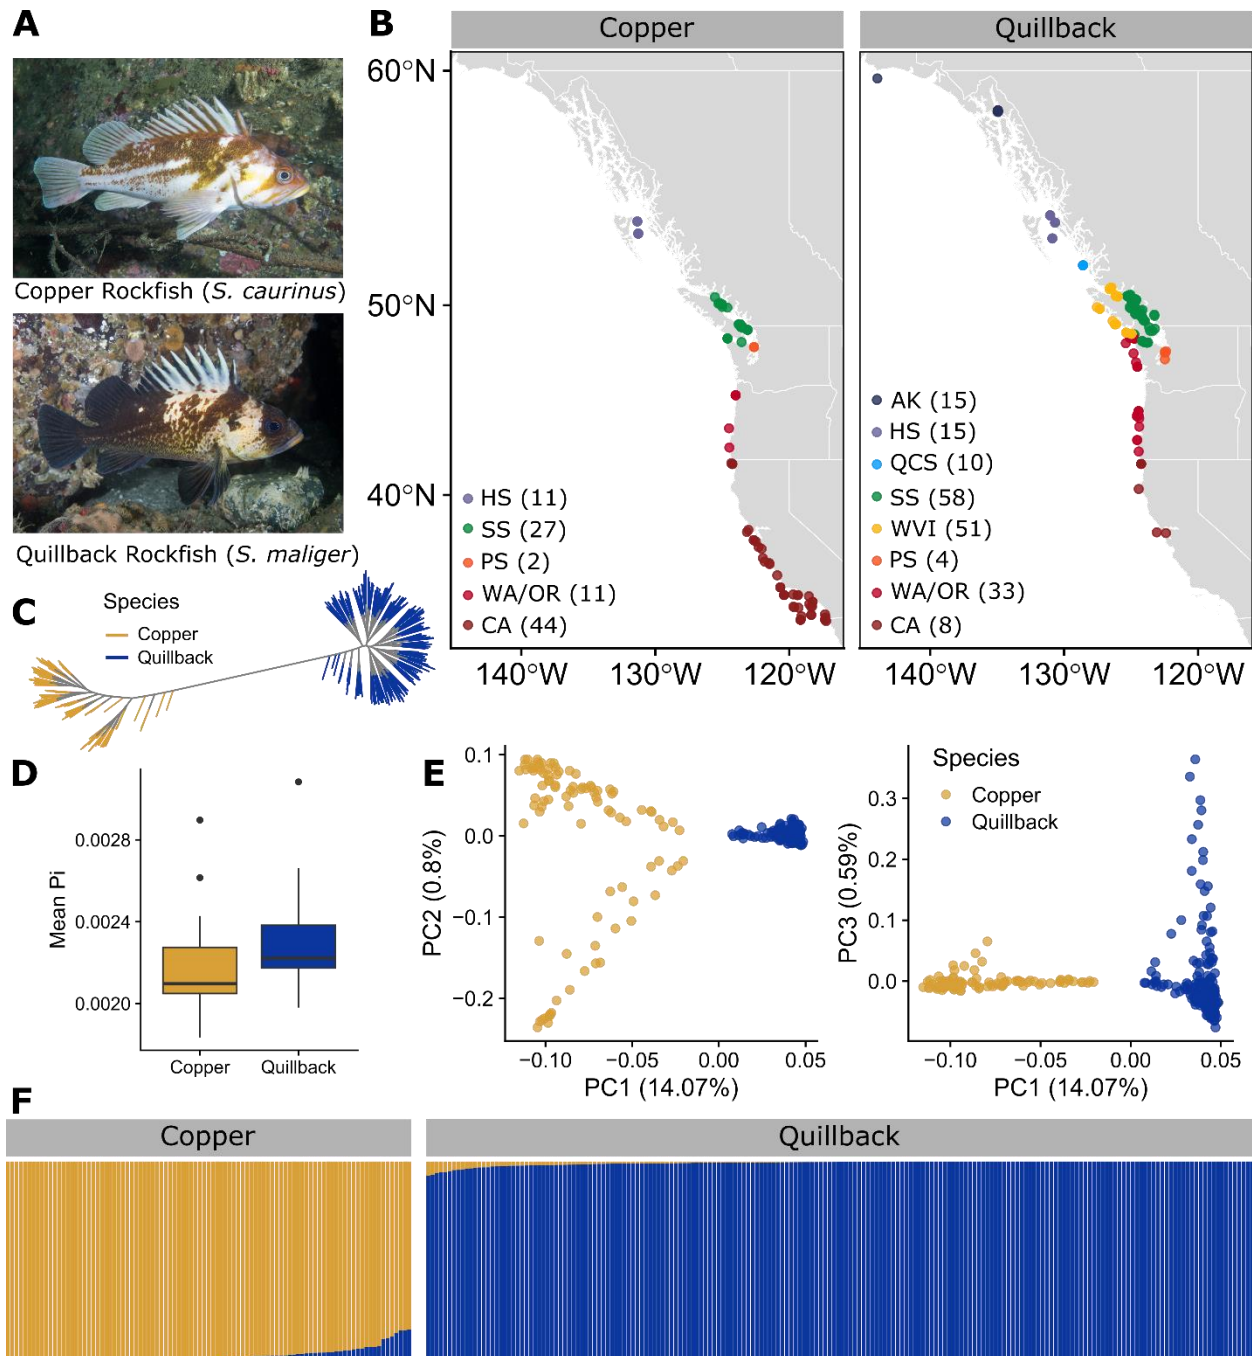 A
Copper Rockfish (S. caurinus)
Quillback Rockfish (S. maliger)
B
Copper
Quillback
60°N
50°N
40°N
HS (11)
SS (27)
PS (2)
WA/OR (11)
CA (44)
AK (15)
HS (15)
QCS (10)
SS (58)
WVI (51)
PS (4)
WA/OR (33)
CA (8)
140°W 130°W 120°W
140°W 130°W 120°W
C
Species
Copper
Quillback
D
Mean Pi
0.0028
0.0024
0.0020
Copper Quillback
E
PC2 (0.8%)
0.1
0.0
−0.1
−0.2
−0.10 −0.05 0.00 0.05
PC1 (14.07%)
PC3 (0.59%)
0.3
0.2
0.1
0.0
Species
Copper
Quillback
−0.10 −0.05 0.00 0.05
PC1 (14.07%)
F
Copper
Quillback